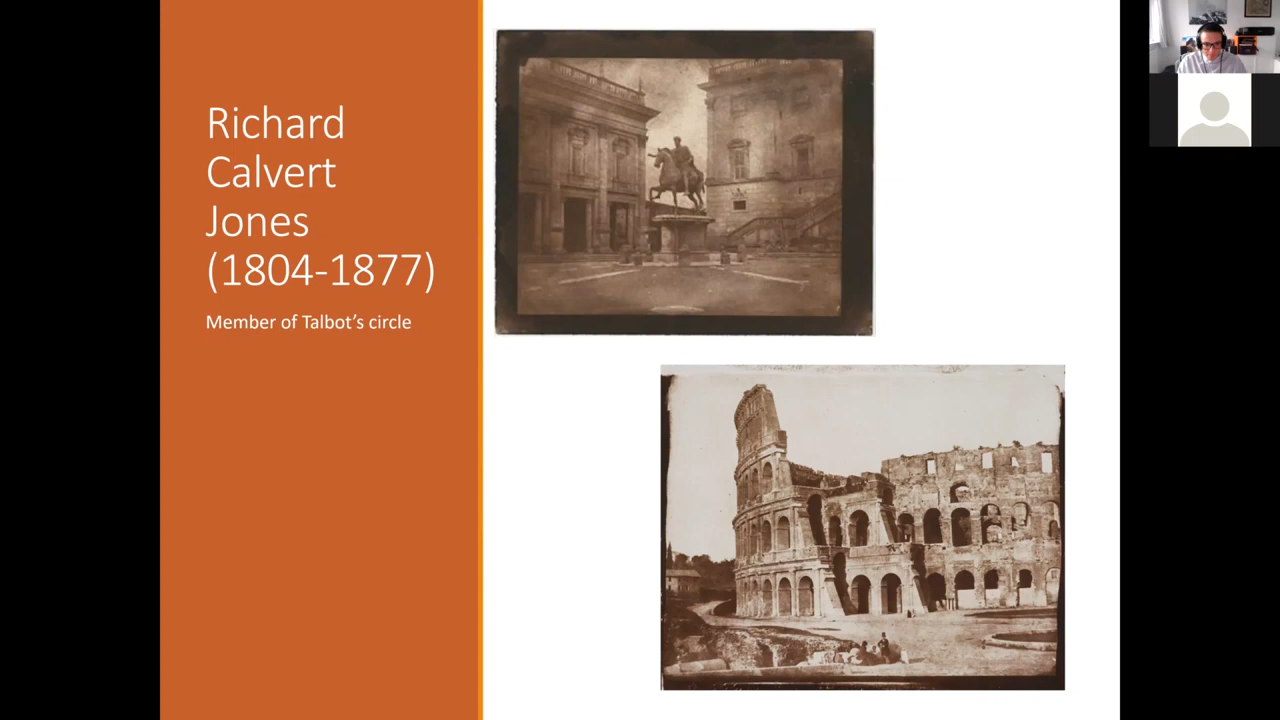 Richard
Calvert
Jones
(1804-1877)
Member of Talbot’s circle